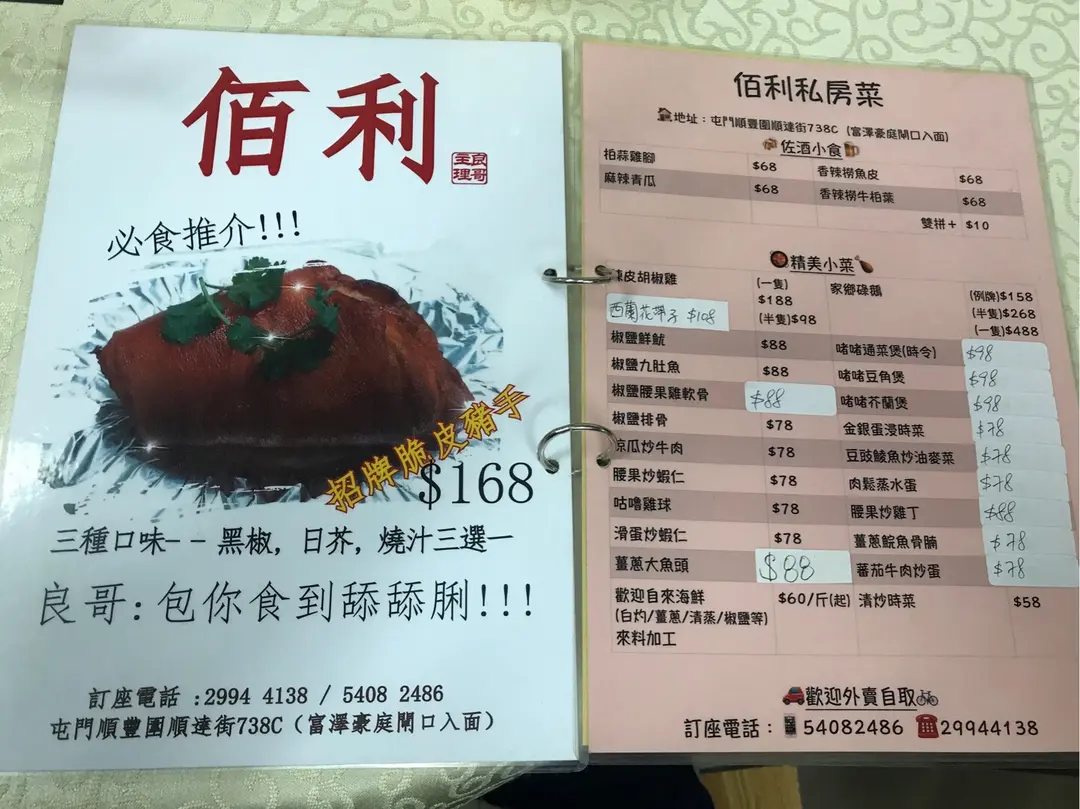 佰利
良哥
主理
必食推介!!!
招牌脆皮豬手
$168
三種口味-- 黑椒, 日芥, 燒汁三選一
良哥: 包你食到舔舔脷!!!
訂座電話 :2994 4138 / 5408 2486
屯門順豐圍順達街738C (富澤豪庭閘口入面)
佰利私房菜
地址：屯門順豐圍順達街738C (富澤豪庭閘口入面)
佐酒小食
拍蒜雞腳 $68 香辣撈魚皮 $68
麻辣青瓜 $68 香辣撈牛柏葉 $68
雙拼+ $10
精美小菜
陳皮胡椒雞 (一隻) $188 (半隻)$98 家鄉碌鵝 (例牌)$158 (半隻)$268 (一隻)$488
西蘭花帶子 $108
椒鹽鮮魷 $88 啫啫通菜煲(時令) $98
椒鹽九肚魚 $88 啫啫豆角煲 $98
椒鹽腰果雞軟骨 $88 啫啫芥蘭煲 $98
椒鹽排骨 $78 金銀蛋浸時菜 $78
涼瓜炒牛肉 $78 豆豉鯪魚炒油麥菜 $78
腰果炒蝦仁 $78 肉鬆蒸水蛋 $78
咕嚕雞球 $78 腰果炒雞丁 $88
滑蛋炒蝦仁 $78 薑蔥鯇魚骨腩 $78
薑蔥大魚頭 $88 蕃茄牛肉炒蛋 $78
歡迎自來海鮮 $60/斤(起) 清炒時菜 $58
(白灼/薑蔥/清蒸/椒鹽等)
來料加工
歡迎外賣自取
訂座電話： 54082486 29944138